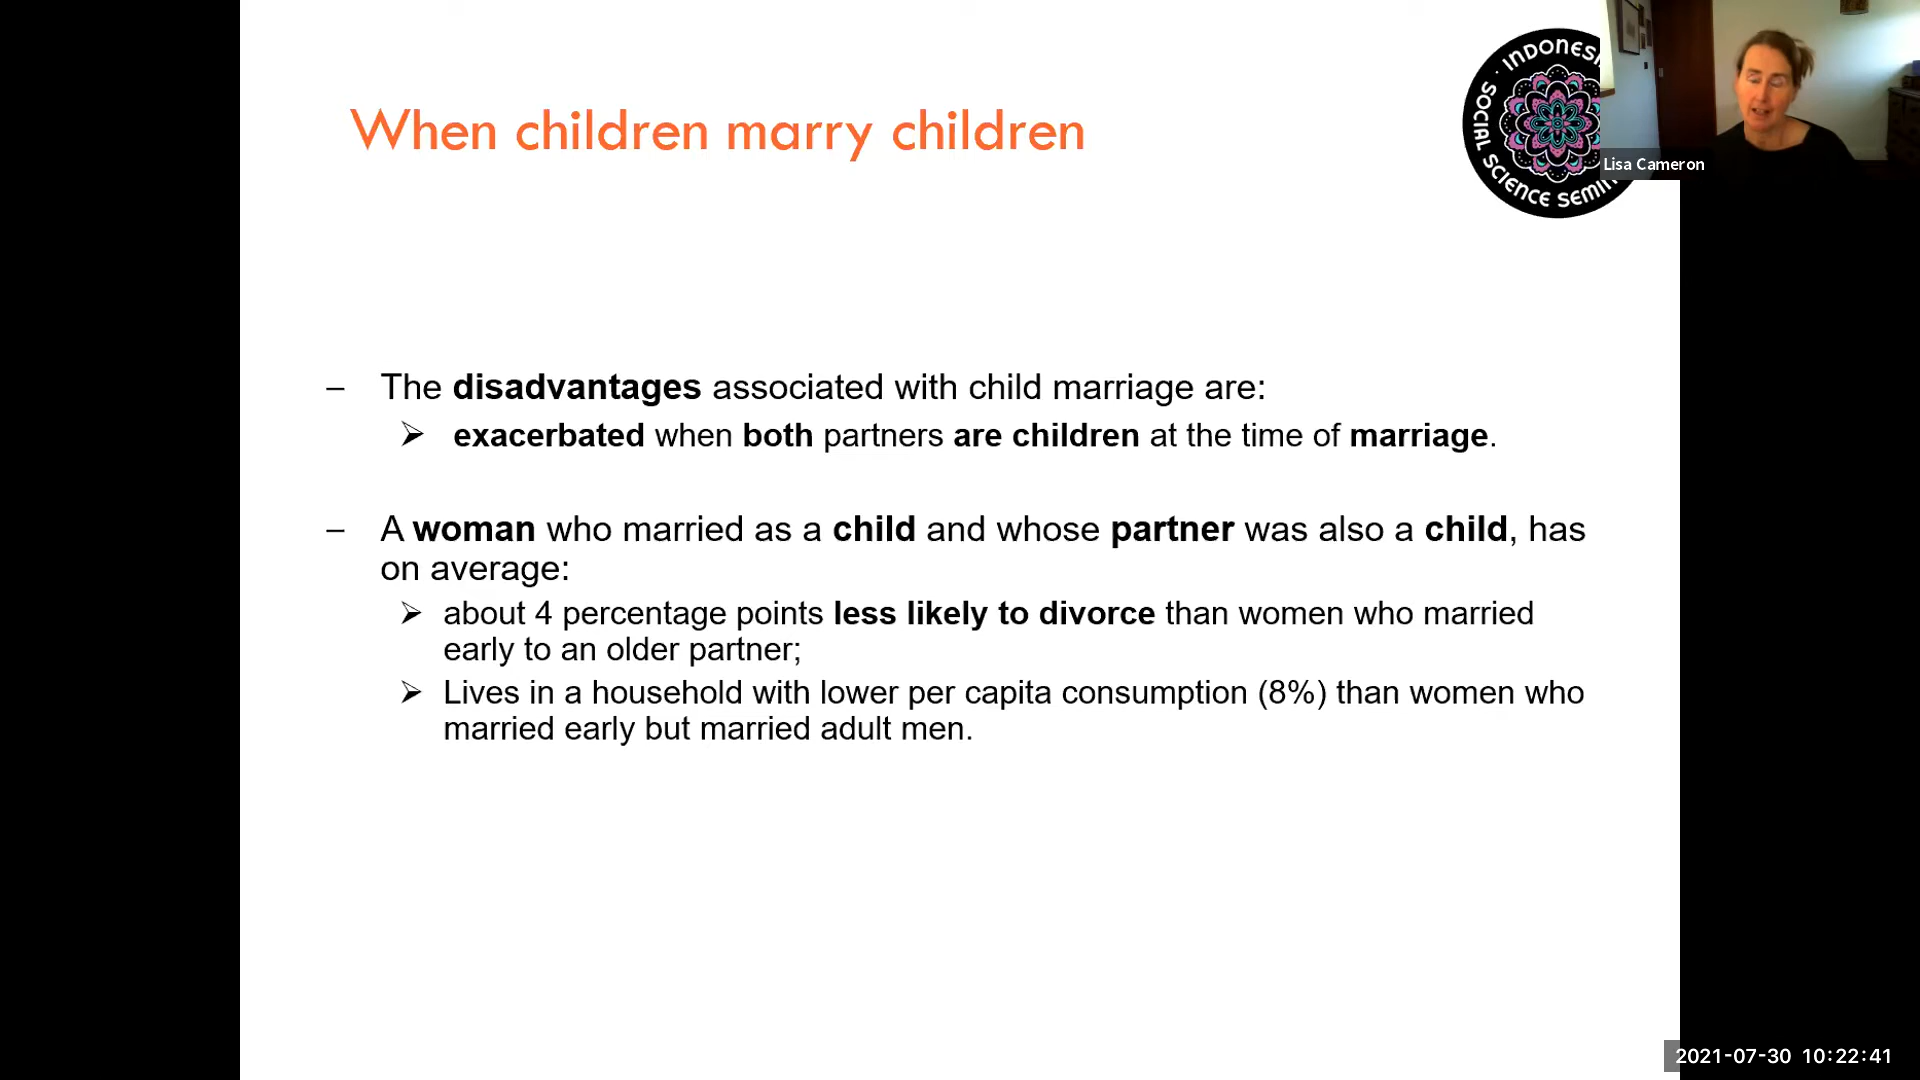 When children marry children
INDONESI
SOCIAL SCIENCE SEMIN
Lisa Cameron
– The disadvantages associated with child marriage are:
➢ exacerbated when both partners are children at the time of marriage.
– A woman who married as a child and whose partner was also a child, has
on average:
➢ about 4 percentage points less likely to divorce than women who married
early to an older partner;
➢ Lives in a household with lower per capita consumption (8%) than women who
married early but married adult men.
2021-07-30 10:22:41